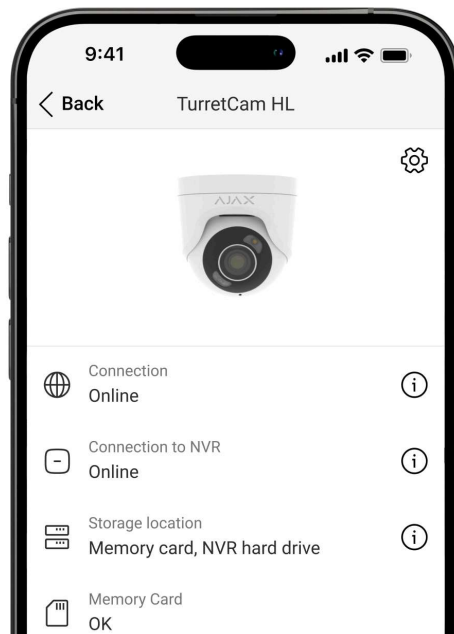 9:41
Back
TurretCam HL
AJAX
Connection
Online
Connection to NVR
Online
Storage location
Memory card, NVR hard drive
Memory Card
OK